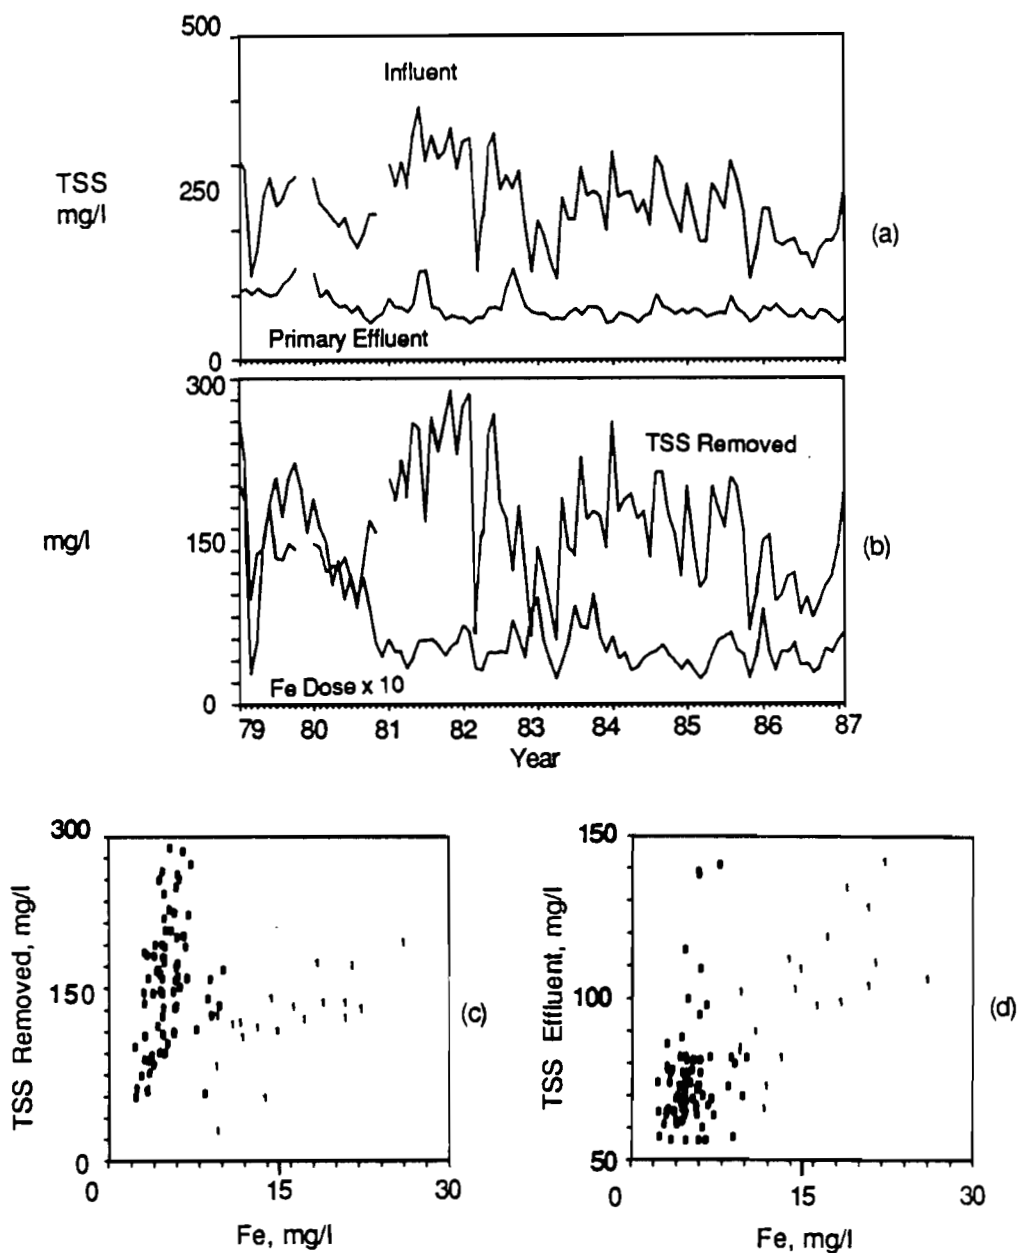 500
Influent
TSS
mg/l
250
(a)
Primary Effluent
0
300
TSS Removed
mg/l
150
(b)
Fe Dose x 10
0
79 80 81 82 83 84 85 86 87
Year
300
TSS Removed, mg/l
150
(c)
0
0 15 30
Fe, mg/l
150
TSS Effluent, mg/l
100
(d)
50
0 15 30
Fe, mg/l